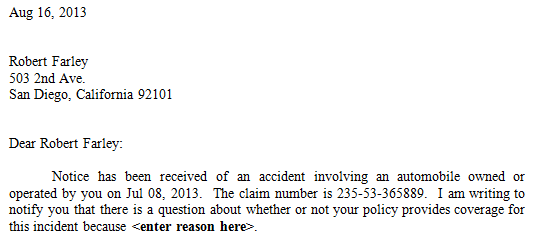 Aug 16, 2013
Robert Farley
503 2nd Ave.
San Diego, California 92101
Dear Robert Farley:
Notice has been received of an accident involving an automobile owned or
operated by you on Jul 08, 2013.  The claim number is 235-53-365889.  I am writing to
notify you that there is a question about whether or not your policy provides coverage for
this incident because <enter reason here>.